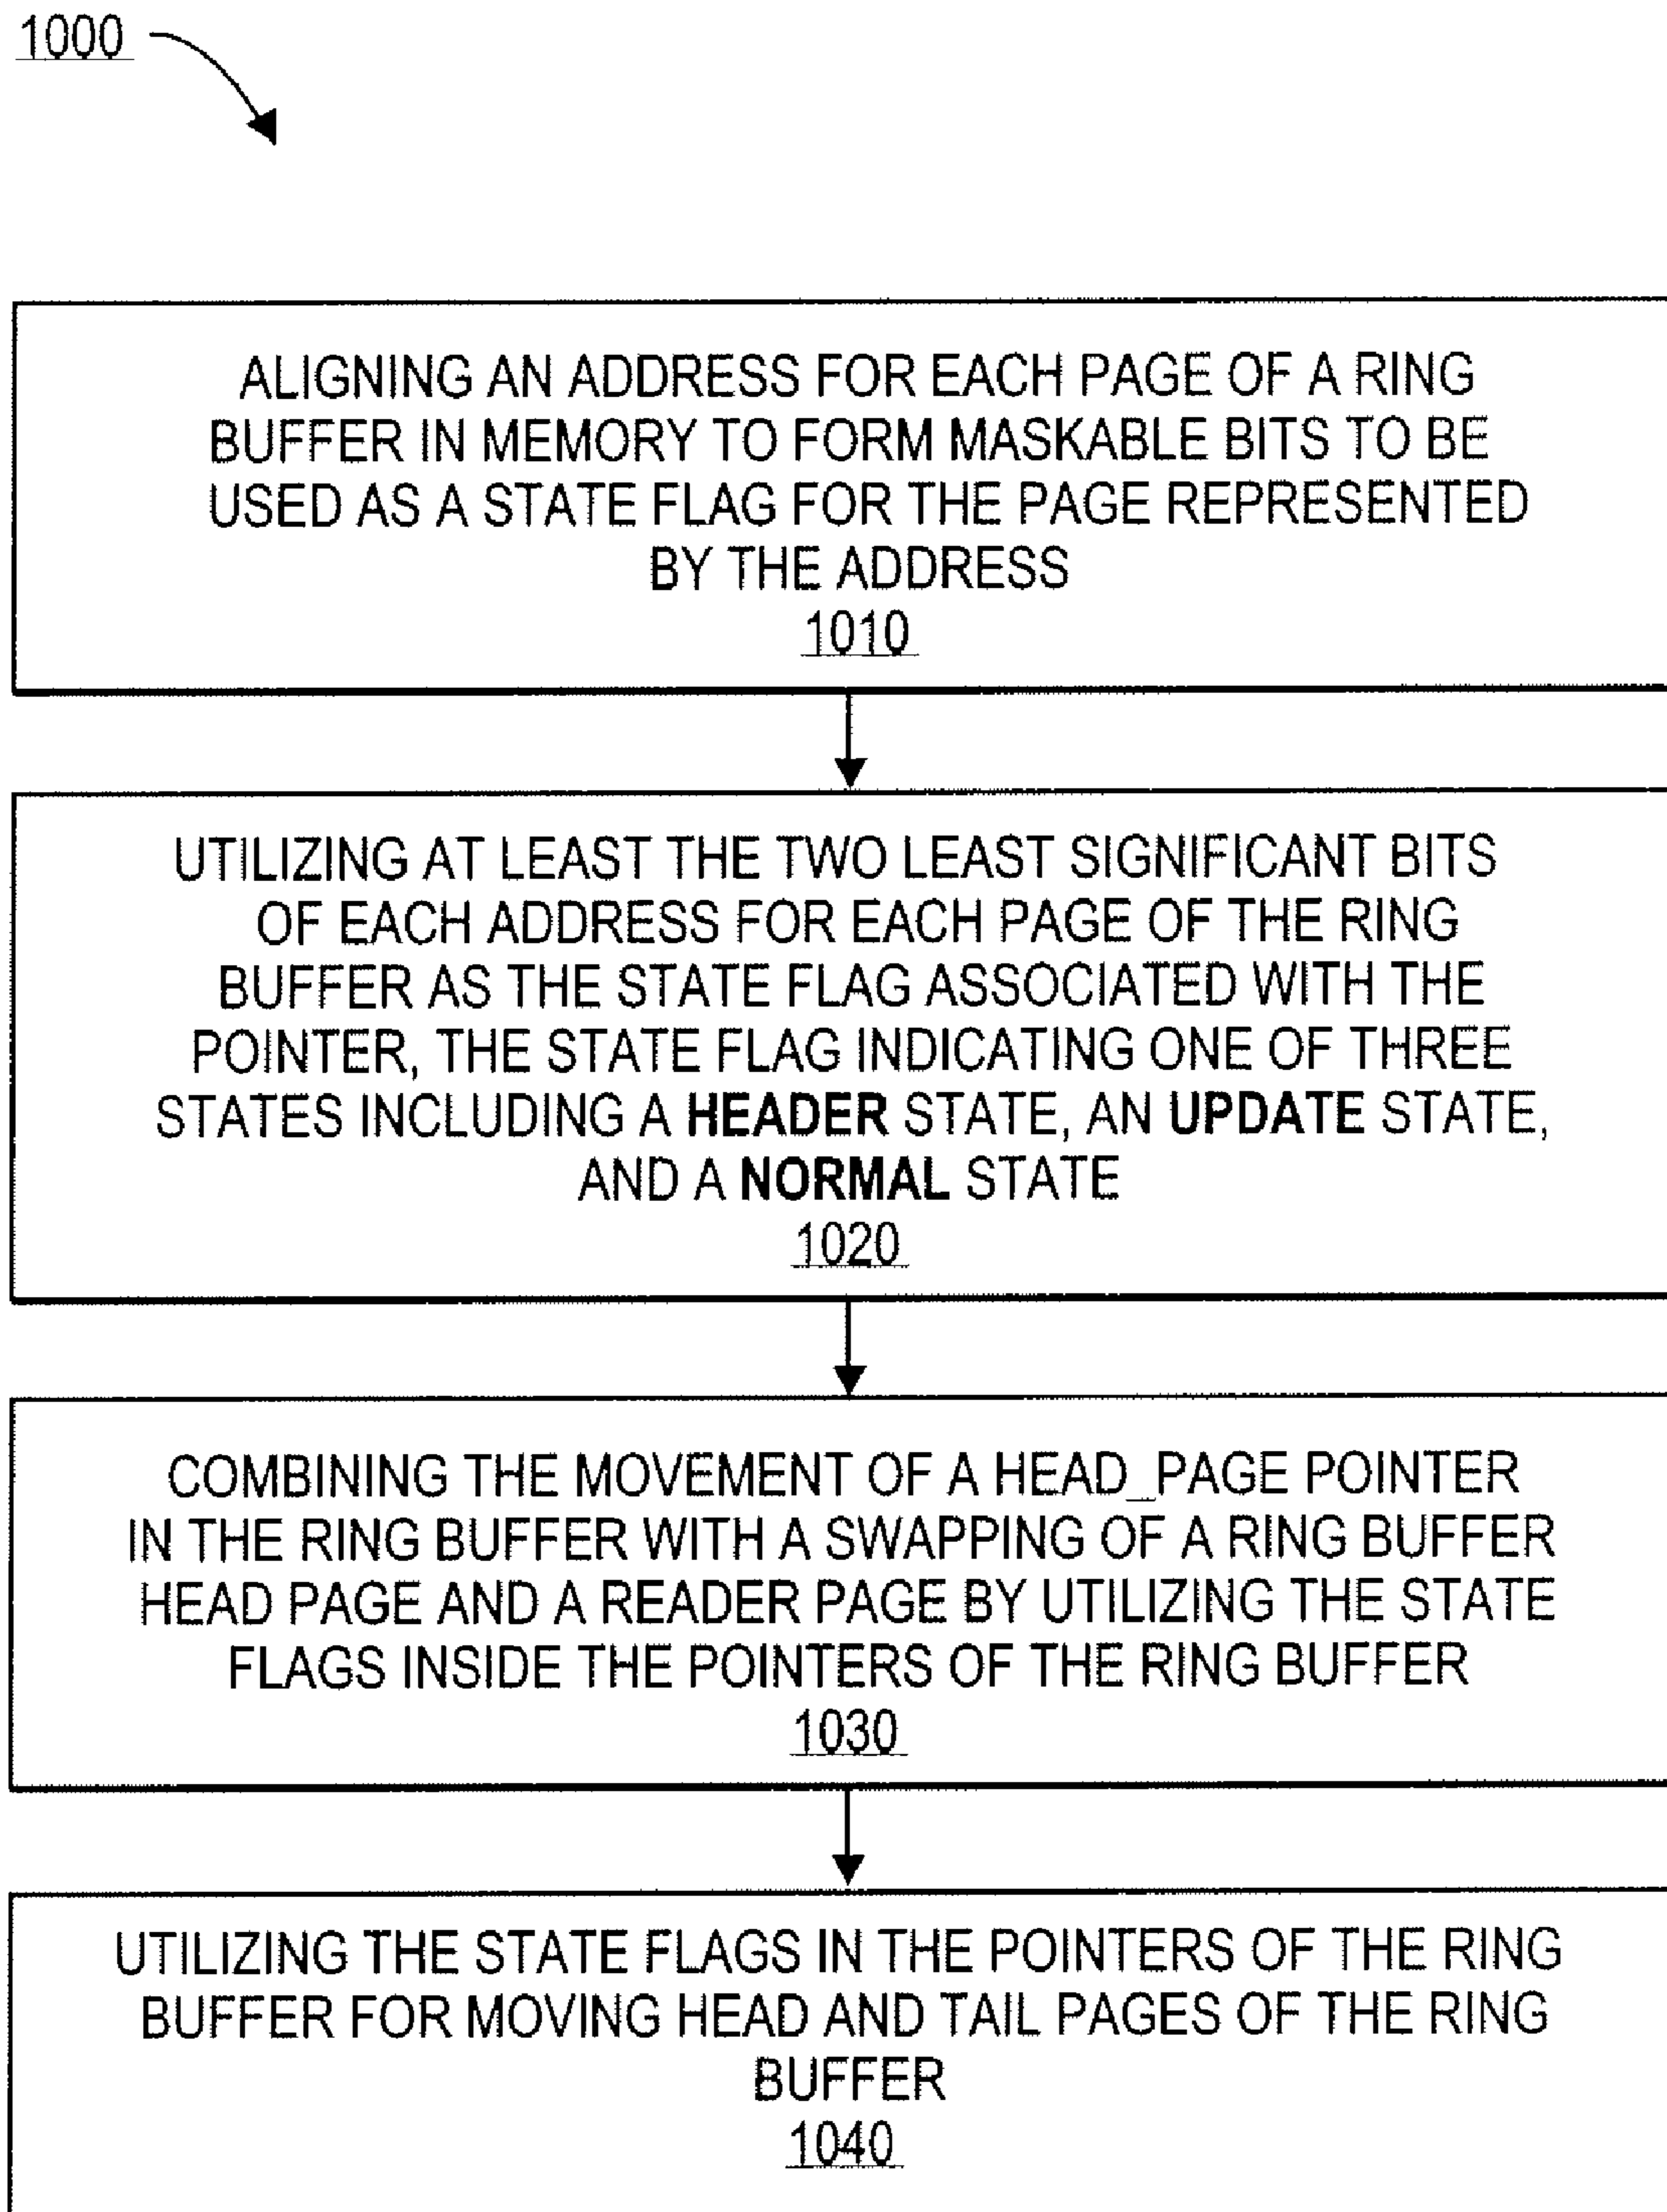 1000
ALIGNING AN ADDRESS FOR EACH PAGE OF A RING
BUFFER IN MEMORY TO FORM MASKABLE BITS TO BE
USED AS A STATE FLAG FOR THE PAGE REPRESENTED
BY THE ADDRESS
1010
UTILIZING AT LEAST THE TWO LEAST SIGNIFICANT BITS
OF EACH ADDRESS FOR EACH PAGE OF THE RING
BUFFER AS THE STATE FLAG ASSOCIATED WITH THE
POINTER, THE STATE FLAG INDICATING ONE OF THREE
STATES INCLUDING A HEADER STATE, AN UPDATE STATE,
AND A NORMAL STATE
1020
COMBINING THE MOVEMENT OF A HEAD_PAGE POINTER
IN THE RING BUFFER WITH A SWAPPING OF A RING BUFFER
HEAD PAGE AND A READER PAGE BY UTILIZING THE STATE
FLAGS INSIDE THE POINTERS OF THE RING BUFFER
1030
UTILIZING THE STATE FLAGS IN THE POINTERS OF THE RING
BUFFER FOR MOVING HEAD AND TAIL PAGES OF THE RING
BUFFER
1040